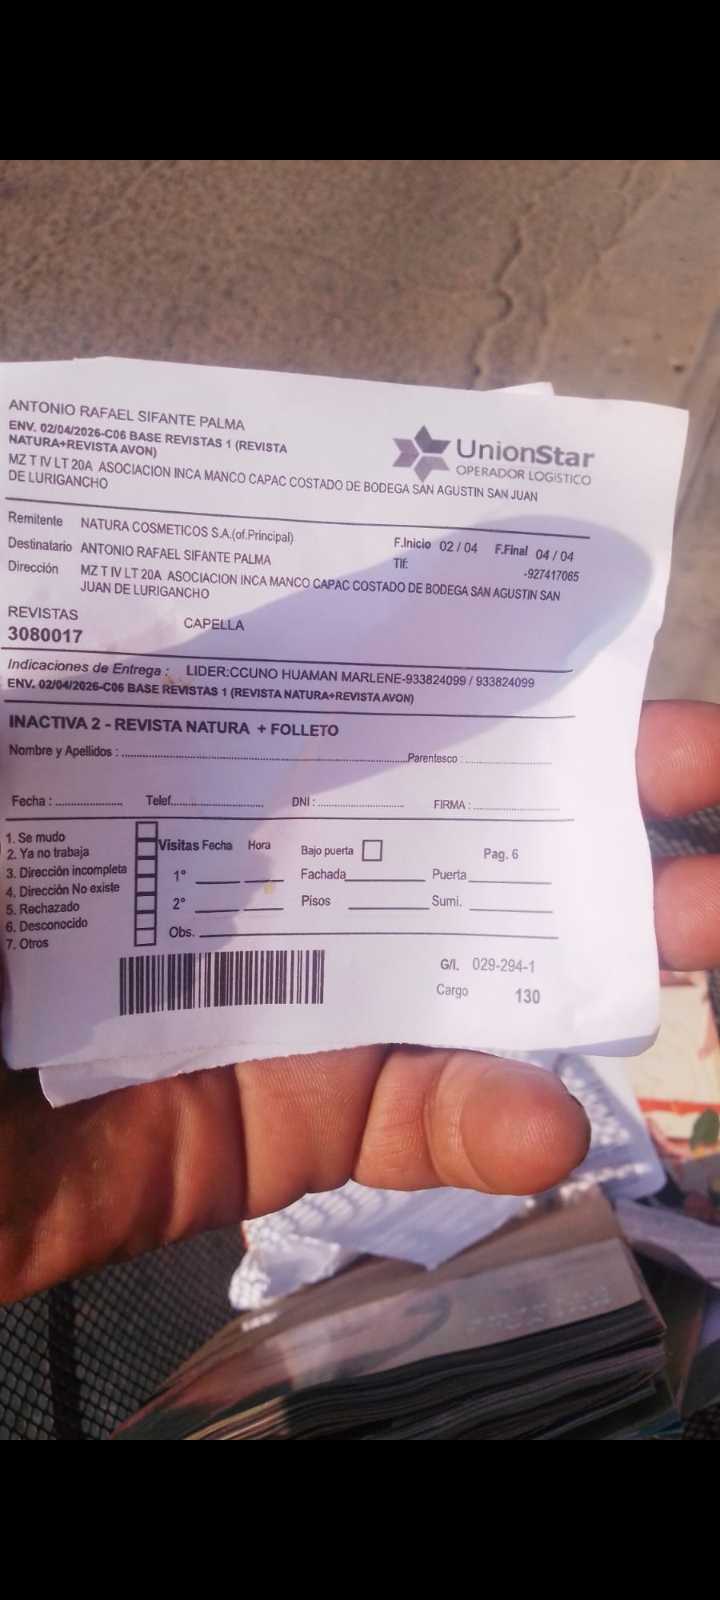 ANTONIO RAFAEL SIFANTE PALMA
ENV. 02/04/2026-C06 BASE REVISTAS 1 (REVISTA
NATURA+REVISTA AVON)
MZ T IV LT 20A ASOCIACION INCA MANCO CAPAC COSTADO DE BODEGA SAN AGUSTIN SAN JUAN
DE LURIGANCHO
UnionStar
OPERADOR LOGISTICO
Remitente NATURA COSMETICOS S.A.(of.Principal)
F.Inicio 02 / 04 F.Final 04 / 04
Destinatario ANTONIO RAFAEL SIFANTE PALMA
Tlf: -927417065
Dirección MZ T IV LT 20A ASOCIACION INCA MANCO CAPAC COSTADO DE BODEGA SAN AGUSTIN SAN
JUAN DE LURIGANCHO
REVISTAS CAPELLA
3080017
Indicaciones de Entrega : LIDER:CCUNO HUAMAN MARLENE-933824099 / 933824099
ENV. 02/04/2026-C06 BASE REVISTAS 1 (REVISTA NATURA+REVISTA AVON)
INACTIVA 2 - REVISTA NATURA + FOLLETO
Nombre y Apellidos : ........................ Parentesco : ........................
Fecha : ........................ Telef........................ DNI : ........................ FIRMA : ........................
1. Se mudo
2. Ya no trabaja
3. Dirección incompleta
4. Dirección No existe
5. Rechazado
6. Desconocido
7. Otros
Visitas Fecha Hora Bajo puerta Pag. 6
1° Fachada Puerta
2° Pisos Sumi.
Obs.
G/I. 029-294-1
Cargo 130